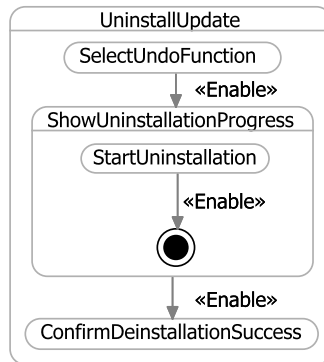 UninstallUpdate
SelectUndoFunction
«Enable»
ShowUninstallationProgress
StartUninstallation
«Enable»
«Enable»
ConfirmDeinstallationSuccess